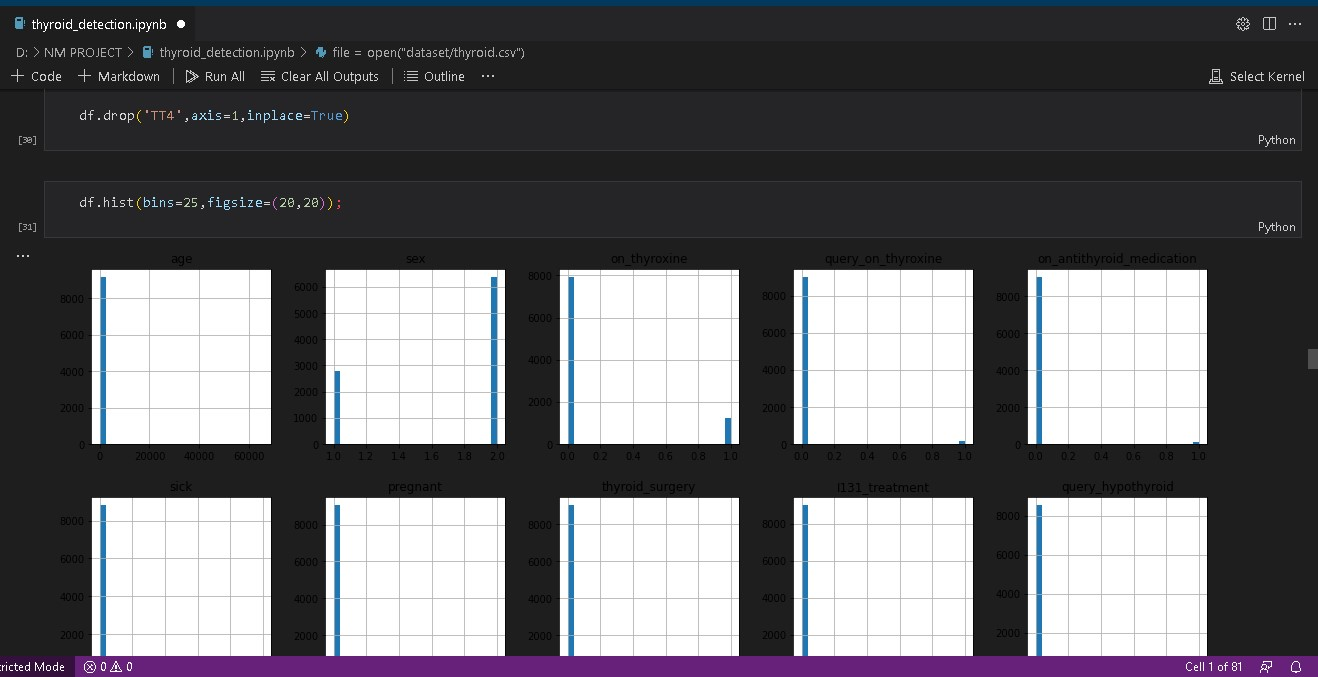 thyroid_detection.ipynb ●
D: > NM PROJECT > thyroid_detection.ipynb > file = open("dataset/thyroid.csv")
+ Code + Markdown | Run All Clear All Outputs | Outline ··· Select Kernel
df.drop('TT4',axis=1,inplace=True)
[30] Python
df.hist(bins=25,figsize=(20,20));
[31] Python
...
age sex on_thyroxine query_on_thyroxine on_antithyroid_medication
8000 6000 4000 2000 0
0 20000 40000 60000
6000 5000 4000 3000 2000 1000 0
1.0 1.2 1.4 1.6 1.8 2.0
8000 6000 4000 2000 0
0.0 0.2 0.4 0.6 0.8 1.0
8000 6000 4000 2000 0
0.0 0.2 0.4 0.6 0.8 1.0
8000 6000 4000 2000 0
0.0 0.2 0.4 0.6 0.8 1.0
sick pregnant thyroid_surgery I131_treatment query_hypothyroid
8000 6000 4000 2000
8000 6000 4000 2000
8000 6000 4000 2000
8000 6000 4000 2000
8000 6000 4000 2000
tricted Mode 0 0 Cell 1 of 81